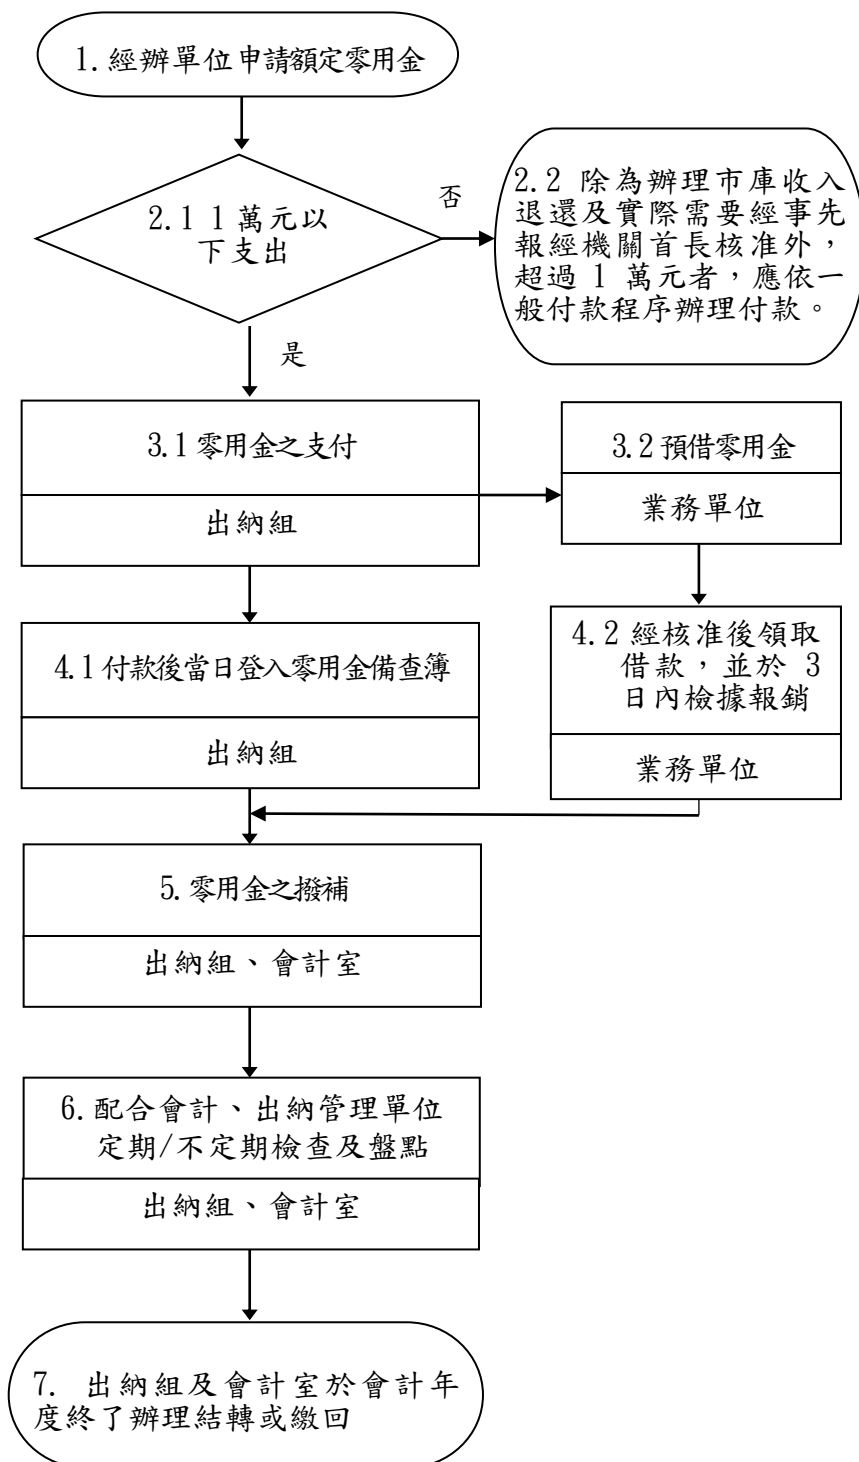 1.經辦單位申請額定零用金
2.1 1 萬元以
下支出
否
2.2 除為辦理市庫收入
退還及實際需要經事先
報經機關首長核准外，
超過 1 萬元者，應依一
般付款程序辦理付款。
是
3.1 零用金之支付
出納組
3.2 預借零用金
業務單位
4.1 付款後當日登入零用金備查簿
出納組
4.2 經核准後領取
借款，並於 3
日內檢據報銷
業務單位
5. 零用金之撥補
出納組、會計室
6.配合會計、出納管理單位
定期/不定期檢查及盤點
出納組、會計室
7. 出納組及會計室於會計年
度終了辦理結轉或繳回